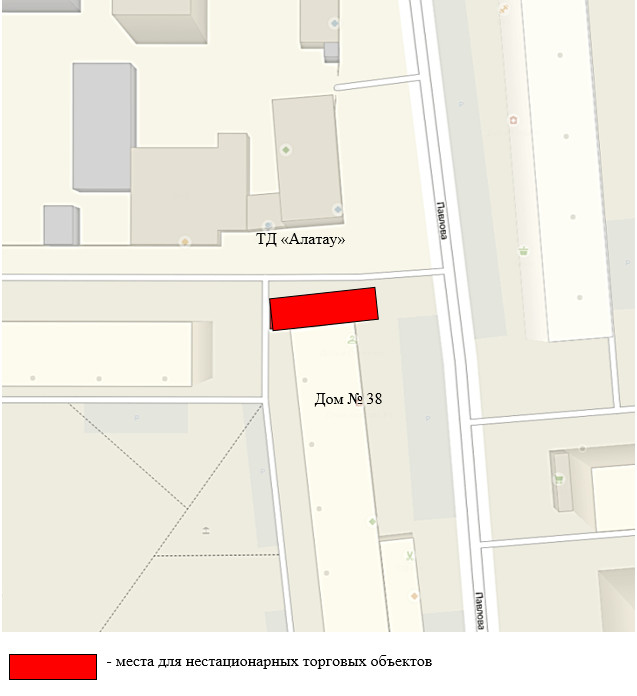 Павлова
ТД «Алатау»
Дом № 38
Павлова
- места для нестационарных торговых объектов